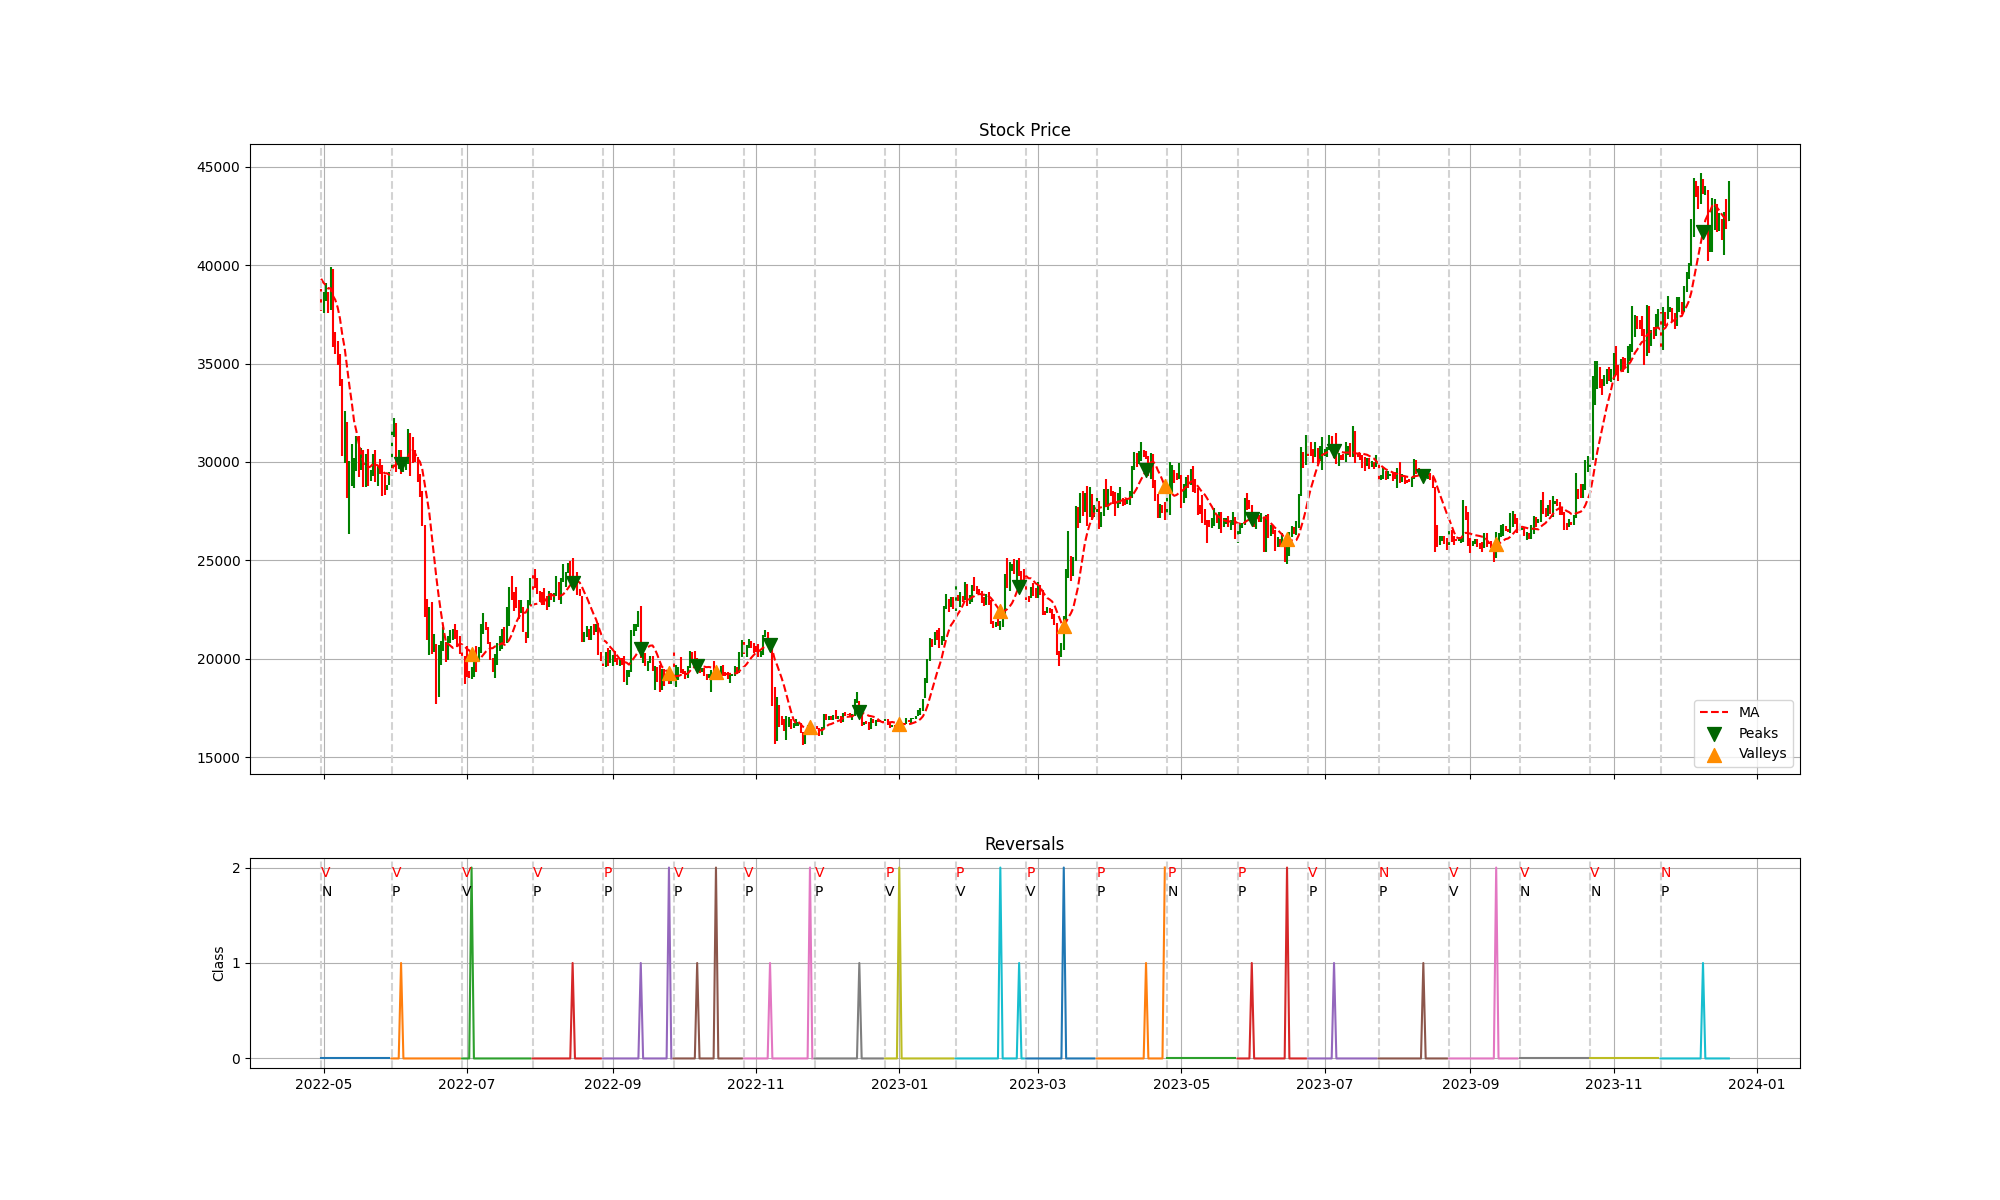 Stock Price
45000
40000
35000
30000
25000
20000
15000
MA
Peaks
Valleys
Reversals
V V V V P V V V P P P P P P V N V V V N
N P V P P P P P V V V P N P P P V N N P
Class
2
1
0
2022-05 2022-07 2022-09 2022-11 2023-01 2023-03 2023-05 2023-07 2023-09 2023-11 2024-01